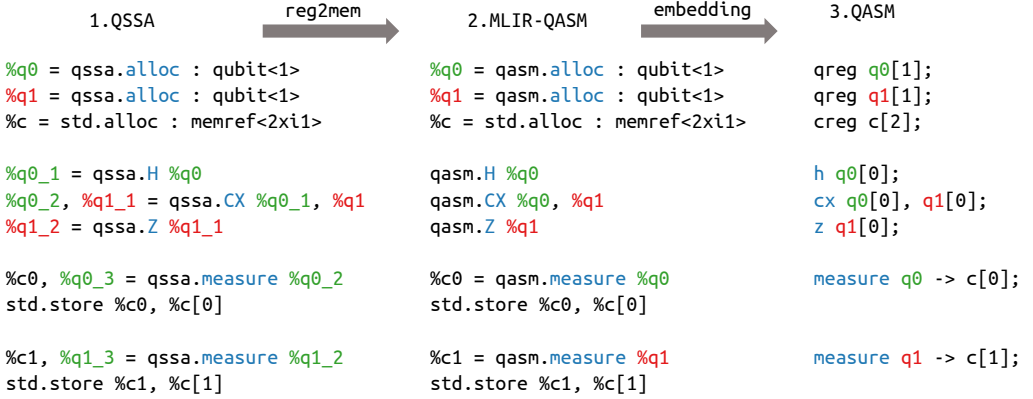 1.QSSA
%q0 = qssa.alloc : qubit<1>
%q1 = qssa.alloc : qubit<1>
%c = std.alloc : memref<2xi1>
%q0_1 = qssa.H %q0
%q0_2, %q1_1 = qssa.CX %q0_1, %q1
%q1_2 = qssa.Z %q1_1
%c0, %q0_3 = qssa.measure %q0_2
std.store %c0, %c[0]
%c1, %q1_3 = qssa.measure %q1_2
std.store %c1, %c[1]
reg2mem
2.MLIR-QASM
%q0 = qasm.alloc : qubit<1>
%q1 = qasm.alloc : qubit<1>
%c = std.alloc : memref<2xi1>
qasm.H %q0
qasm.CX %q0, %q1
qasm.Z %q1
%c0 = qasm.measure %q0
std.store %c0, %c[0]
%c1 = qasm.measure %q1
std.store %c1, %c[1]
embedding
3.QASM
qreg q0[1];
qreg q1[1];
creg c[2];
h q0[0];
cx q0[0], q1[0];
z q1[0];
measure q0 -> c[0];
measure q1 -> c[1];